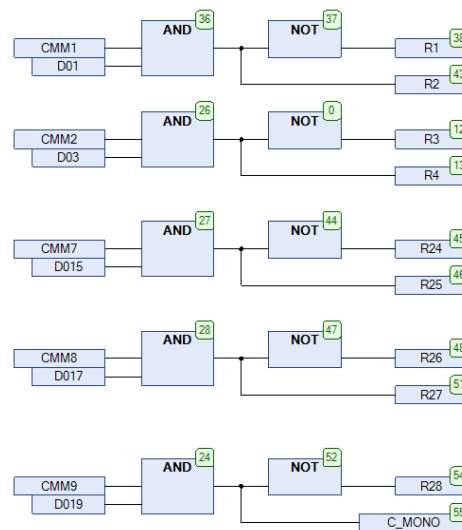 AND 36 NOT 37
CMM1 R1 38
D01
R2 43
AND 26 NOT 0
CMM2 R3 12
D03
R4 13
AND 27 NOT 44
CMM7 R24 45
D015
R25 46
AND 28 NOT 47
CMM8 R26 48
D017
R27 51
AND 24 NOT 52
CMM9 R28 54
D019
C_MONO 55